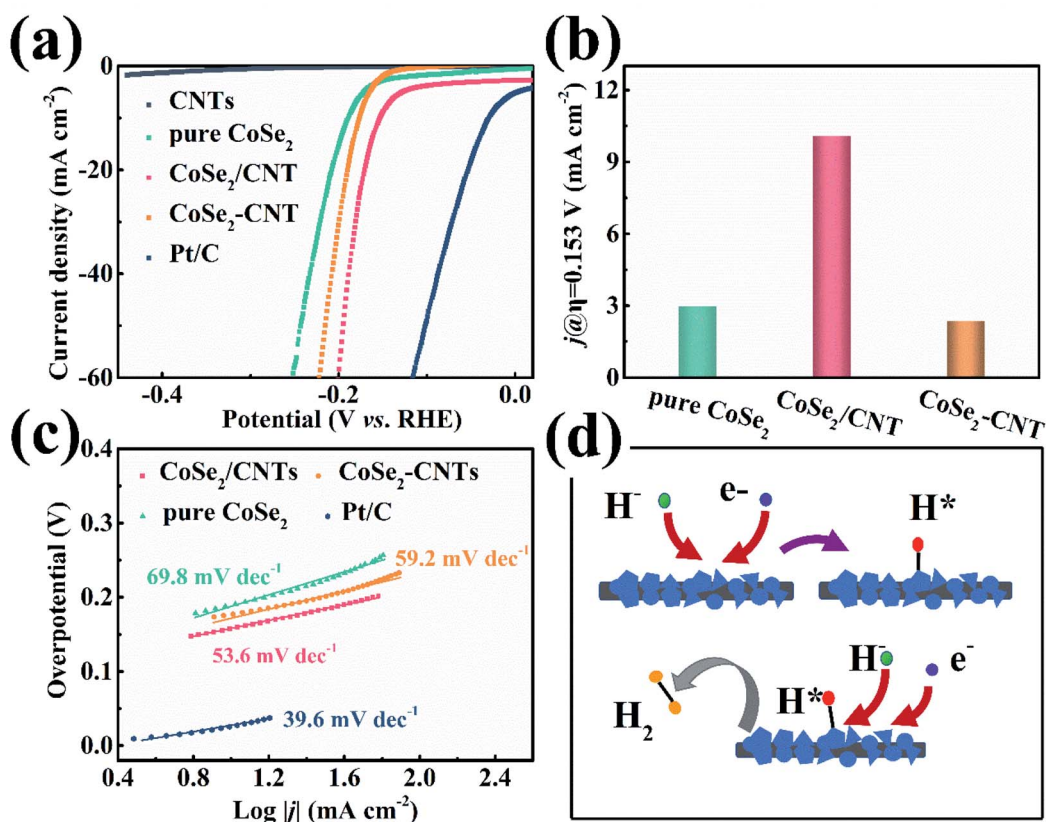 (a)
0
-20
-40
-60
-0.4
-0.2
0.0
Current density (mA cm⁻²)
Potential (V vs. RHE)
CNTs
pure CoSe₂
CoSe₂/CNT
CoSe₂-CNT
Pt/C
(b)
12
9
6
3
0
j@η=0.153 V (mA cm⁻²)
pure CoSe₂
CoSe₂/CNT
CoSe₂-CNT
(c)
0.4
0.3
0.2
0.1
0.0
0.4
0.8
1.2
1.6
2.0
2.4
Overpotential (V)
Log |j| (mA cm⁻²)
CoSe₂/CNTs
CoSe₂-CNTs
pure CoSe₂
Pt/C
69.8 mV dec⁻¹
59.2 mV dec⁻¹
53.6 mV dec⁻¹
39.6 mV dec⁻¹
(d)
H⁻
e-
H*
H₂
H*
H⁻
e⁻